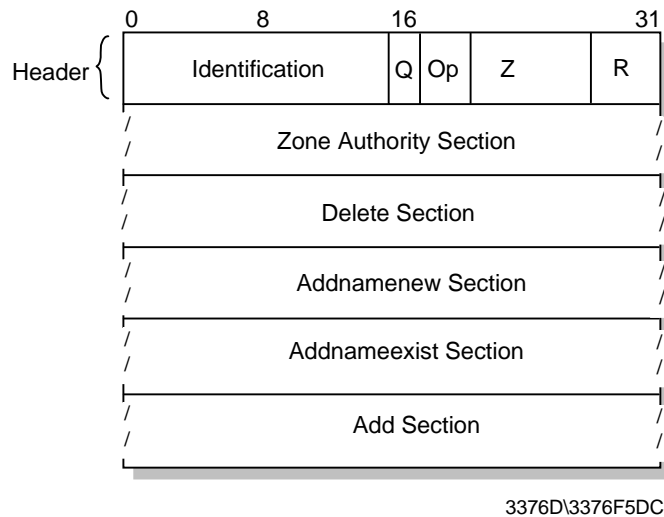 0 8 16 31
Header Identification Q Op Z R
Zone Authority Section
Delete Section
Addnamenew Section
Addnameexist Section
Add Section
3376D\3376F5DC